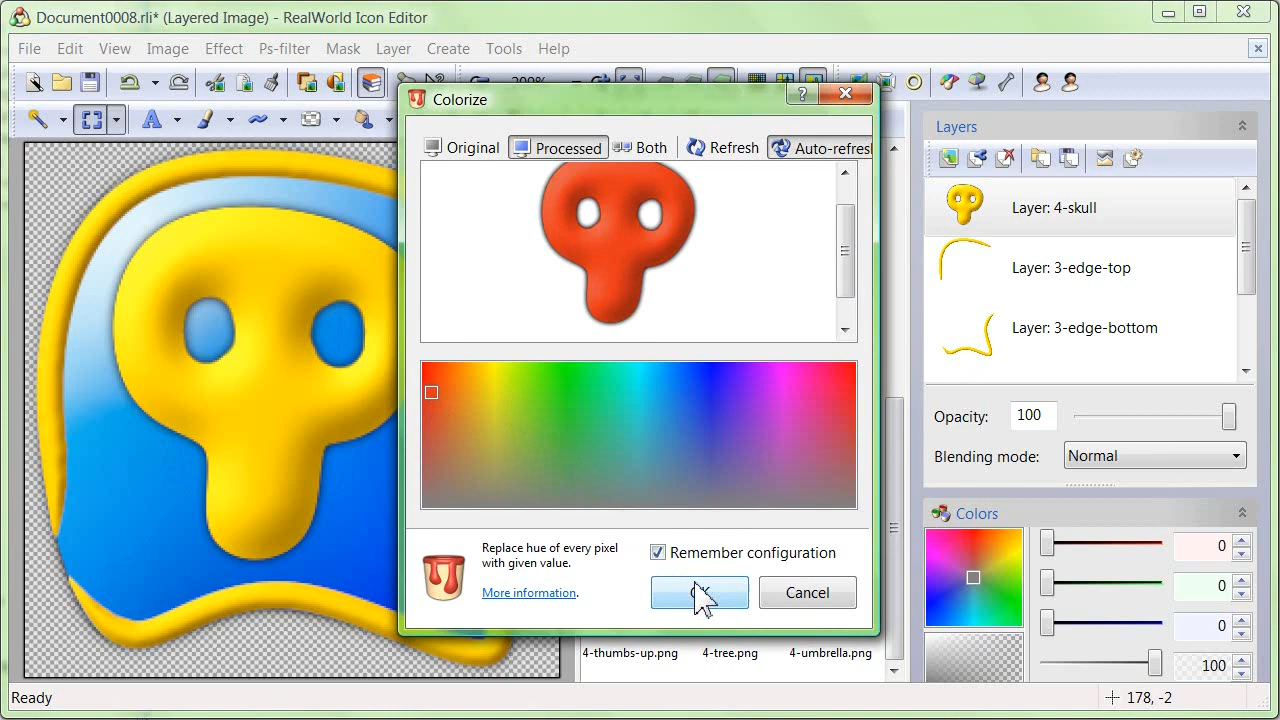 Document0008.rli* (Layered Image) - RealWorld Icon Editor
File Edit View Image Effect Ps-filter Mask Layer Create Tools Help
Colorize
Original Processed Both Refresh Auto-refresh
Replace hue of every pixel
with given value.
More information.
Remember configuration
Cancel
4-thumbs-up.png 4-tree.png 4-umbrella.png
Layers
Layer: 4-skull
Layer: 3-edge-top
Layer: 3-edge-bottom
Opacity: 100
Blending mode: Normal
Colors
0
0
0
100
Ready
178, -2